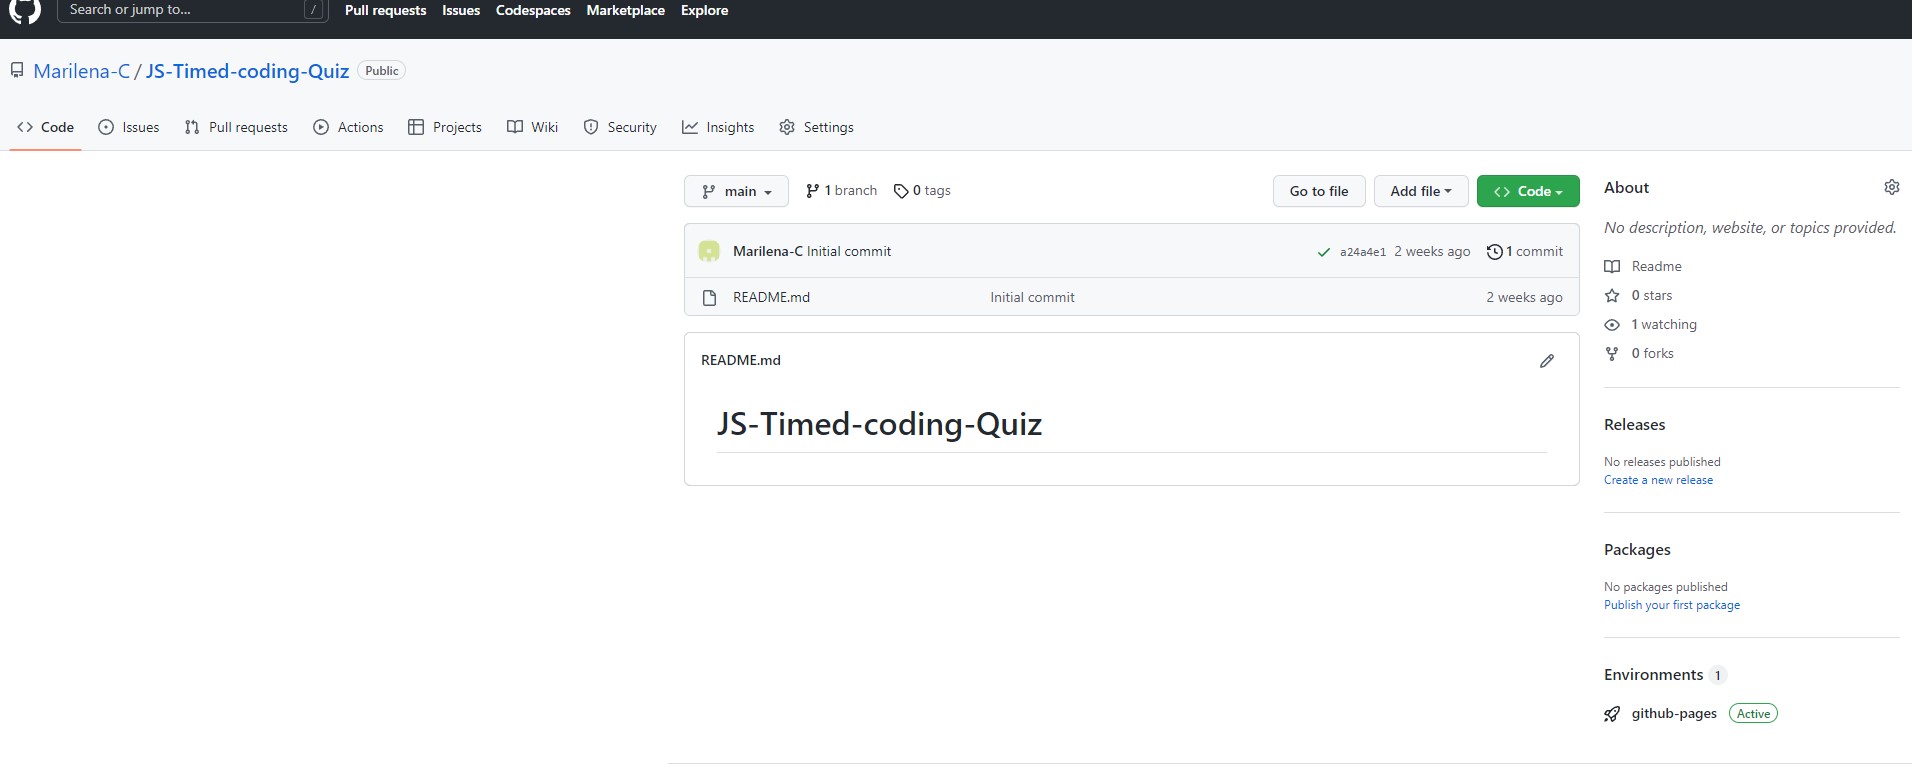 Search or jump to... / Pull requests Issues Codespaces Marketplace Explore
Marilena-C / JS-Timed-coding-Quiz Public
Code Issues Pull requests Actions Projects Wiki Security Insights Settings
main 1 branch 0 tags Go to file Add file Code
Marilena-C Initial commit a24a4e1 2 weeks ago 1 commit
README.md Initial commit 2 weeks ago
README.md
JS-Timed-coding-Quiz
About
No description, website, or topics provided.
Readme
0 stars
1 watching
0 forks
Releases
No releases published
Create a new release
Packages
No packages published
Publish your first package
Environments 1
github-pages Active